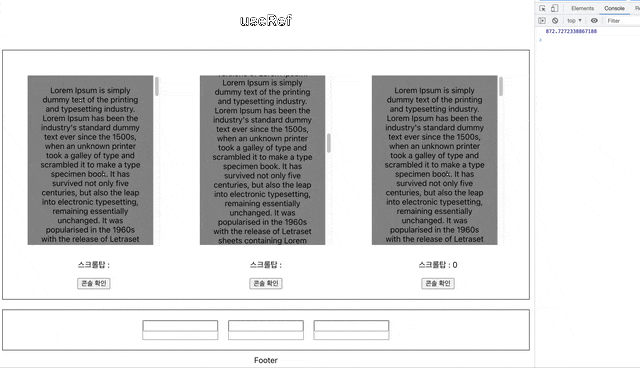 useRef
Lorem Ipsum is simply
dummy text of the printing
and typesetting industry.
Lorem Ipsum has been the
industry's standard dummy
text ever since the 1500s,
when an unknown printer
took a galley of type and
scrambled it to make a type
specimen book. It has
survived not only five
centuries, but also the leap
into electronic typesetting,
remaining essentially
unchanged. It was
popularised in the 1960s
with the release of Letraset
스크롤탑 :
콘솔 확인
Lorem Ipsum is simply
dummy text of the printing
and typesetting industry.
Lorem Ipsum has been the
industry's standard dummy
text ever since the 1500s,
when an unknown printer
took a galley of type and
scrambled it to make a type
specimen book. It has
survived not only five
centuries, but also the leap
into electronic typesetting,
remaining essentially
unchanged. It was
popularised in the 1960s
with the release of Letraset
sheets containing Lorem
스크롤탑 :
콘솔 확인
Lorem Ipsum is simply
dummy text of the printing
and typesetting industry.
Lorem Ipsum has been the
industry's standard dummy
text ever since the 1500s,
when an unknown printer
took a galley of type and
scrambled it to make a type
specimen book. It has
survived not only five
centuries, but also the leap
into electronic typesetting,
remaining essentially
unchanged. It was
popularised in the 1960s
with the release of Letraset
스크롤탑 : 0
콘솔 확인
Footer
Elements Console
top Filter
872.7272338867188